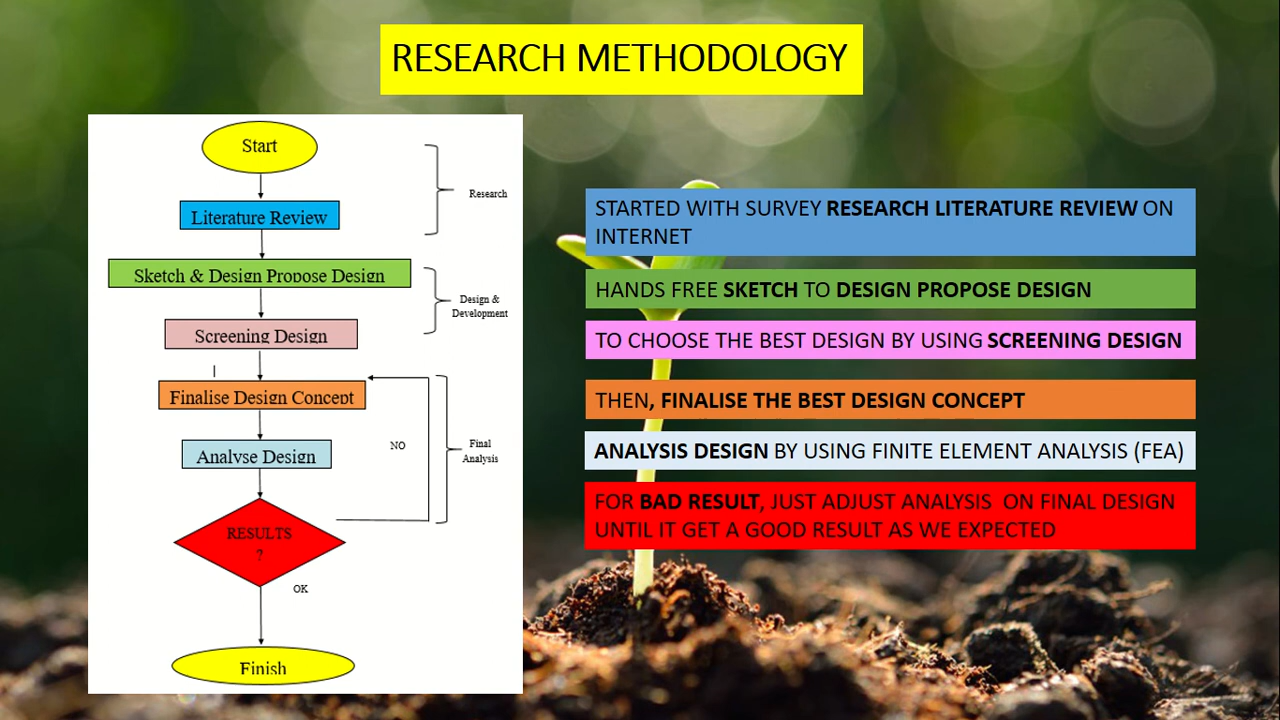 RESEARCH METHODOLOGY
Start
Research
Literature Review
Sketch & Design Propose Design
Design &
Development
Screening Design
Finalise Design Concept
NO
Final
Analysis
Analyse Design
RESULTS
?
OK
Finish
STARTED WITH SURVEY RESEARCH LITERATURE REVIEW ON
INTERNET
HANDS FREE SKETCH TO DESIGN PROPOSE DESIGN
TO CHOOSE THE BEST DESIGN BY USING SCREENING DESIGN
THEN, FINALISE THE BEST DESIGN CONCEPT
ANALYSIS DESIGN BY USING FINITE ELEMENT ANALYSIS (FEA)
FOR BAD RESULT, JUST ADJUST ANALYSIS ON FINAL DESIGN
UNTIL IT GET A GOOD RESULT AS WE EXPECTED